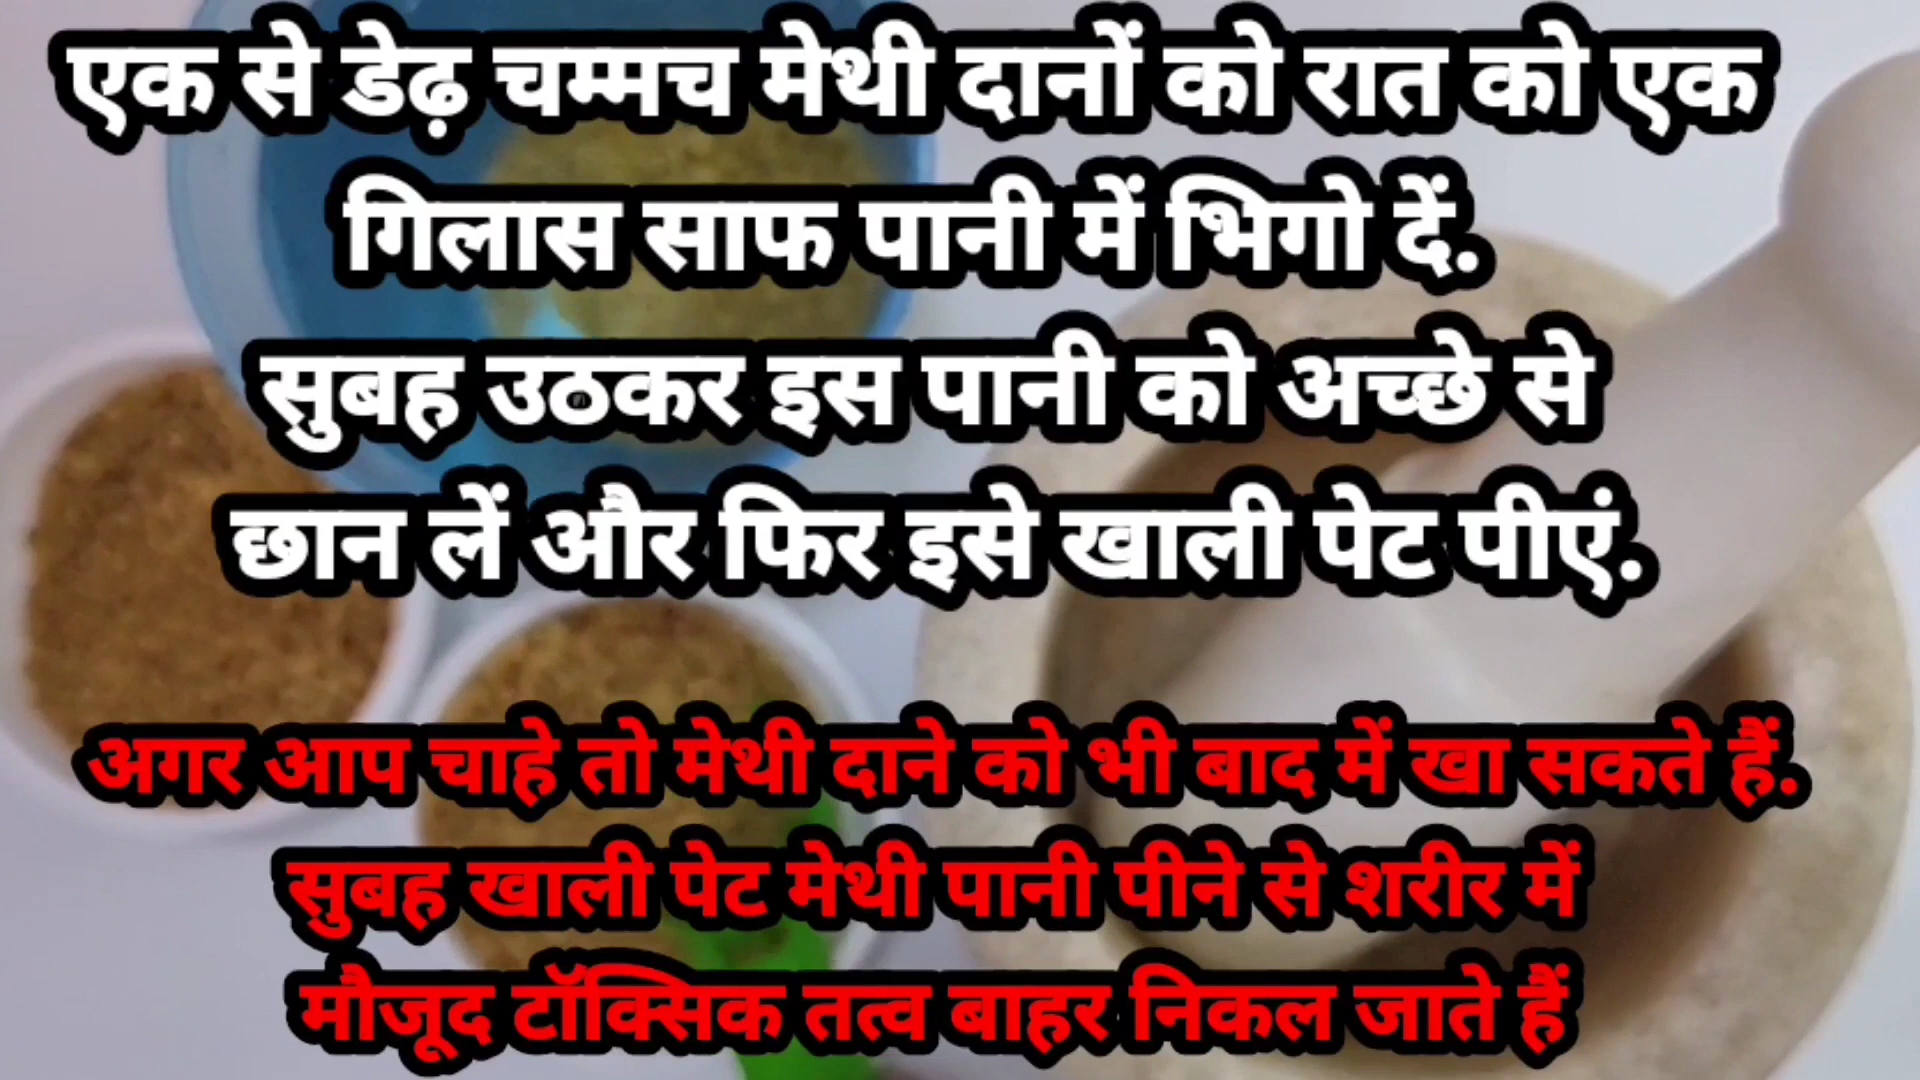 एक से डेढ़ चम्मच मेथी दानों को रात को एक
गिलास साफ पानी में भिगो दें.
सुबह उठकर इस पानी को अच्छे से
छान लें और फिर इसे खाली पेट पीएं.
अगर आप चाहे तो मेथी दाने को भी बाद में खा सकते हैं.
सुबह खाली पेट मेथी पानी पीने से शरीर में
मौजूद टॉक्सिक तत्व बाहर निकल जाते हैं